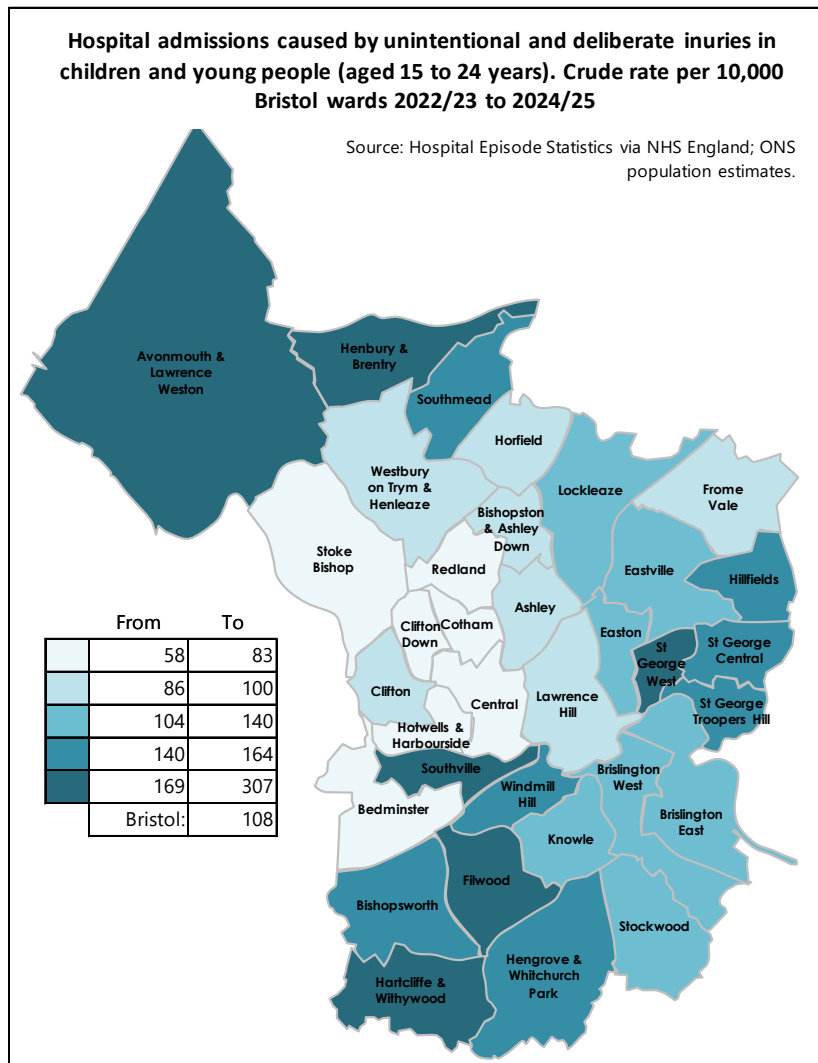 Hospital admissions caused by unintentional and deliberate inuries in
children and young people (aged 15 to 24 years). Crude rate per 10,000
Bristol wards 2022/23 to 2024/25
Source: Hospital Episode Statistics via NHS England; ONS
population estimates.
Avonmouth &
Lawrence
Weston
Henbury &
Brentry
Southmead
Horfield
Westbury
on Trym &
Henleaze
Lockleaze
Frome
Vale
Bishopston
& Ashley
Down
Stoke
Bishop
Redland
Eastville
Hillfields
Ashley
Clifton
Down
Cotham
Easton
St
George
West
St George
Central
Clifton
Central
Lawrence
Hill
St George
Troopers Hill
Hotwells &
Harbourside
Southville
Windmill
Hill
Brislington
West
Bedminster
Brislington
East
Knowle
Filwood
Bishopsworth
Stockwood
Hengrove &
Whitchurch
Park
Hartcliffe &
Withywood
From To
58 83
86 100
104 140
140 164
169 307
Bristol: 108